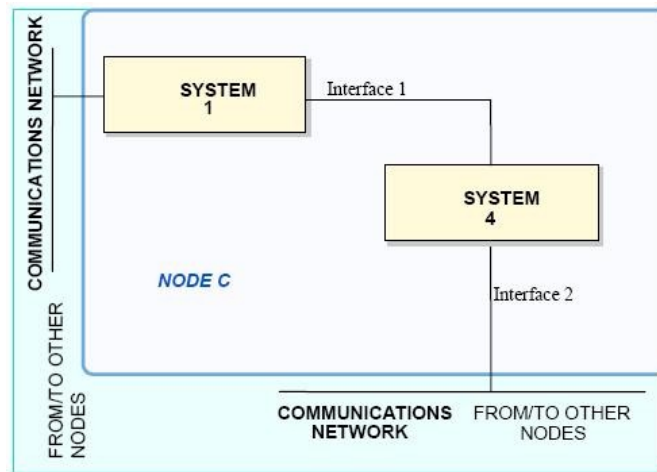 COMMUNICATIONS NETWORK
FROM/TO OTHER
NODES
SYSTEM
1
Interface 1
SYSTEM
4
NODE C
Interface 2
COMMUNICATIONS
NETWORK
FROM/TO OTHER
NODES